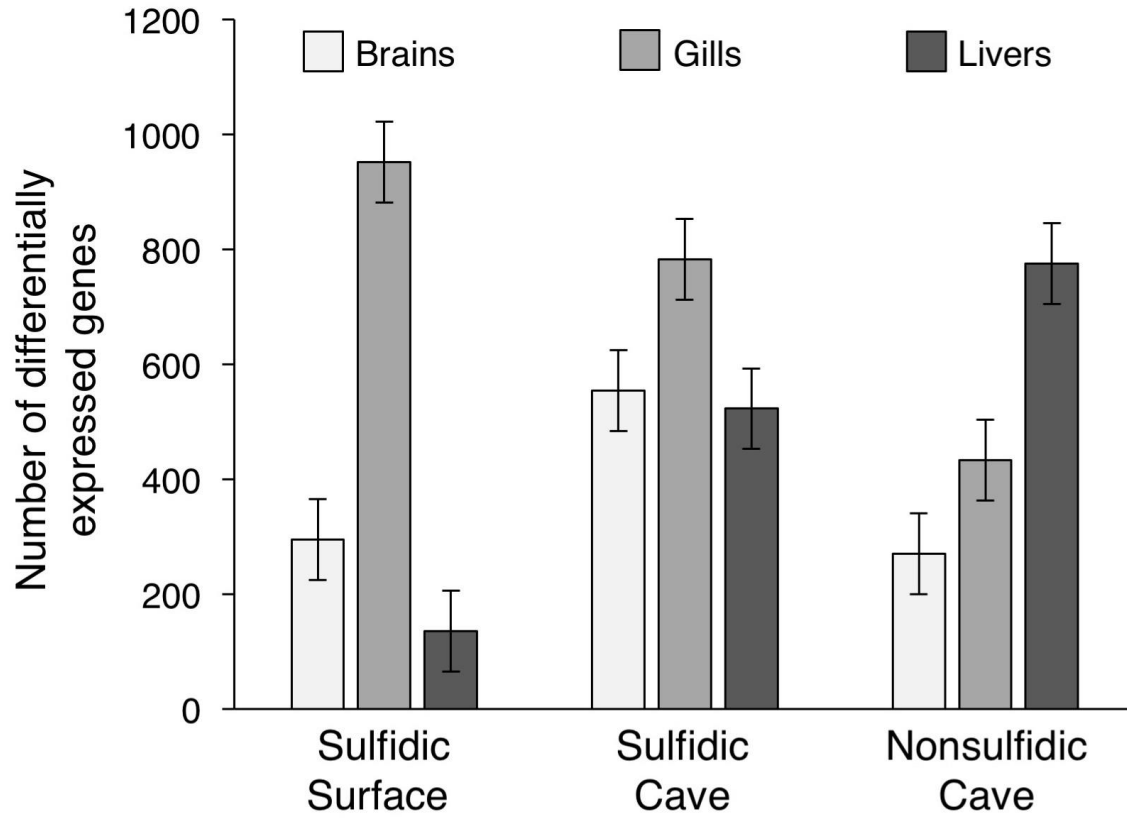 1200
Brains
Gills
Livers
1000
800
600
400
200
0
Number of differentially
expressed genes
Sulfidic
Surface
Sulfidic
Cave
Nonsulfidic
Cave